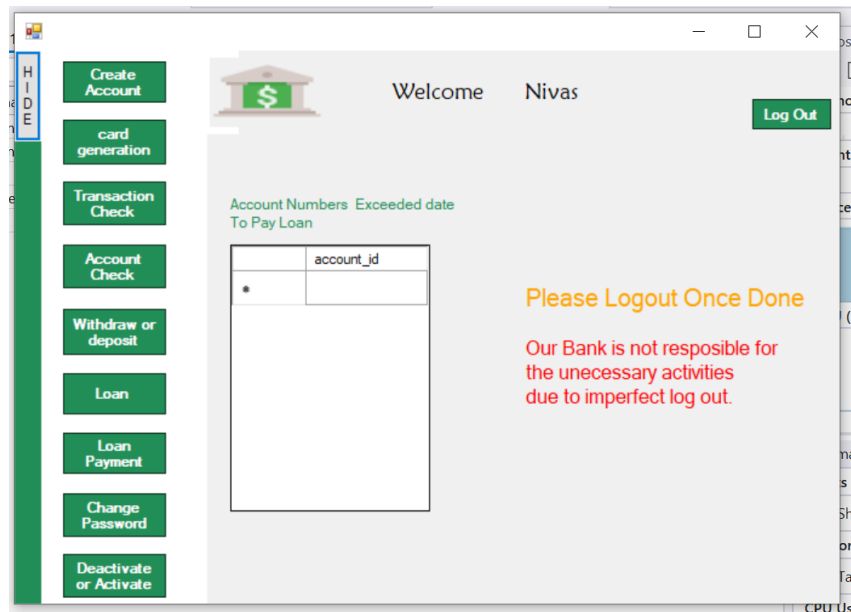 H
I
D
E
Create
Account
card
generation
Transaction
Check
Account
Check
Withdraw or
deposit
Loan
Loan
Payment
Change
Password
Deactivate
or Activate
$
Welcome Nivas
Log Out
Account Numbers Exceeded date
To Pay Loan
account_id
*
Please Logout Once Done
Our Bank is not resposible for
the unecessary activities
due to imperfect log out.